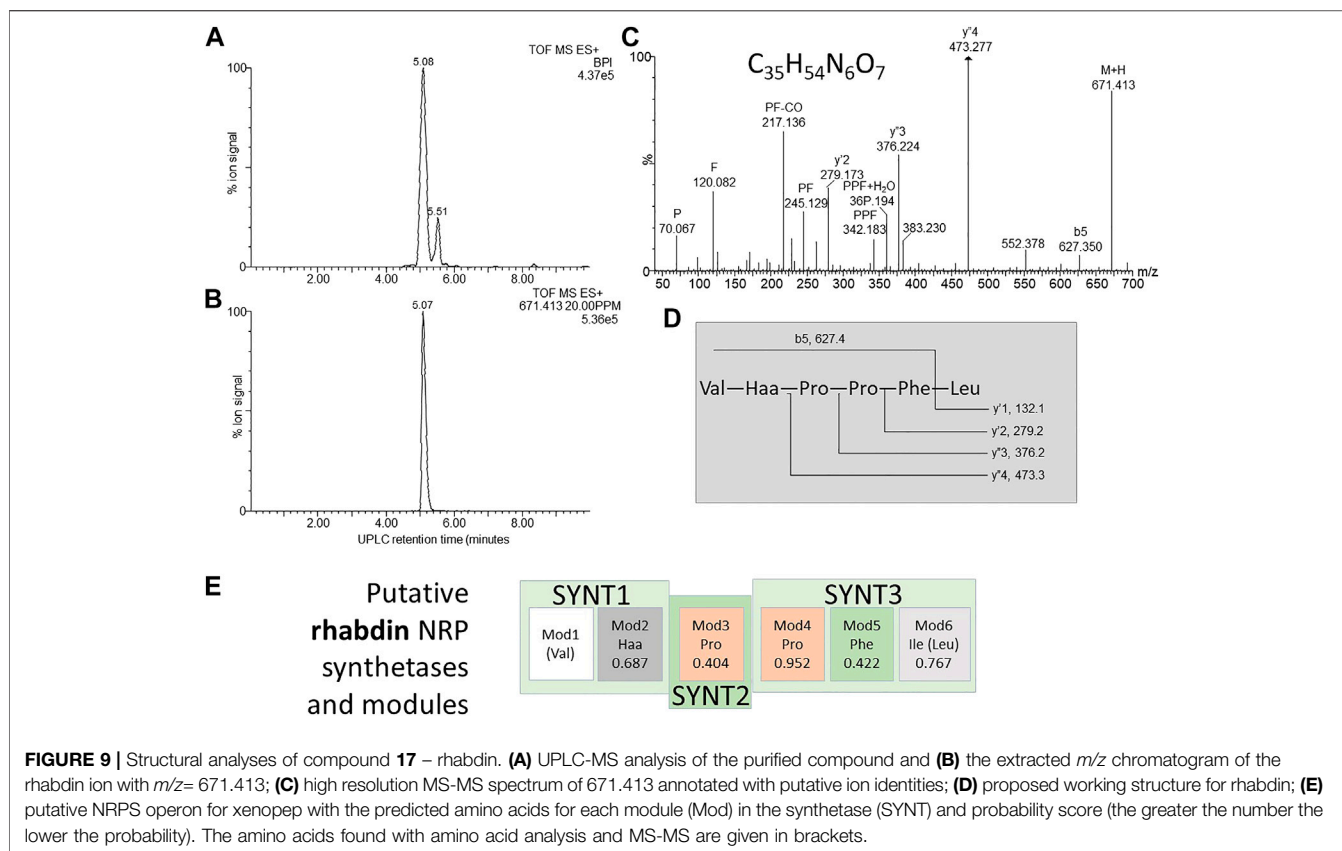 A
TOF MS ES+
BPI
4.37e5
5.08
100
5.51
% ion signal
0
2.00 4.00 6.00 8.00
B
TOF MS ES+
671.413 20.00PPM
5.36e5
5.07
100
% Ion signal
0
2.00 4.00 6.00 8.00
UPLC retention time (minutes
C
C35H54N6O7
y"4
473.277
100
M+H
671.413
PF-CO
217.136
y"3
376.224
F
120.082
y'2
279.173
PPF+H2O
36P.194
PF
245.129
P
70.067
PPF
342.183
383.230
552.378
b5
627.350
%
0
50 100 150 200 250 300 350 400 450 500 550 600 650 700 m/z
D
b5, 627.4
Val—Haa—Pro—Pro—Phe—Leu
y'1, 132.1
y'2, 279.2
y"3, 376.2
y"4, 473.3
E
Putative
rhabdin NRP
synthetases
and modules
SYNT1
SYNT3
Mod1
(Val)
Mod2
Haa
0.687
Mod3
Pro
0.404
Mod4
Pro
0.952
Mod5
Phe
0.422
Mod6
Ile (Leu)
0.767
SYNT2
FIGURE 9 | Structural analyses of compound 17 – rhabdin. (A) UPLC-MS analysis of the purified compound and (B) the extracted m/z chromatogram of the
rhabdin ion with m/z= 671.413; (C) high resolution MS-MS spectrum of 671.413 annotated with putative ion identities; (D) proposed working structure for rhabdin; (E)
putative NRPS operon for xenopep with the predicted amino acids for each module (Mod) in the synthetase (SYNT) and probability score (the greater the number the
lower the probability). The amino acids found with amino acid analysis and MS-MS are given in brackets.